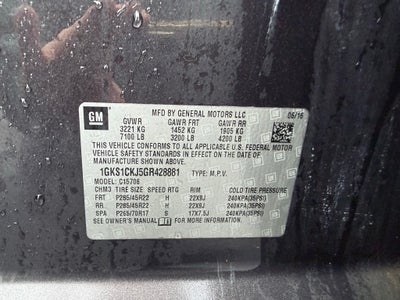 GM
MFD BY GENERAL MOTORS LLC 06/16
GVWR GAWR FRT GAWR RR
3221 KG 1452 KG 1905 KG
7100 LB 3200 LB 4200 LB
THIS VEHICLE CONFORMS TO ALL APPLICABLE U.S. FEDERAL MOTOR
VEHICLE SAFETY AND THEFT PREVENTION STANDARDS IN EFFECT ON THE DATE OF
MANUFACTURE SHOWN ABOVE.
1GKS1CKJ5GR428881 TYPE: M.P.V.
MODEL: C15706
CHM3 TIRE SIZE SPEED RTG RIM COLD TIRE PRESSURE
FRT P285/45R22 H 22X9J 240KPA(35PSI)
RR P285/45R22 H 22X9J 240KPA(35PSI)
SPA P265/70R17 S 17X7.5J 240KPA(35PSI)
SEE OWNER'S MANUAL FOR MORE INFORMATION.